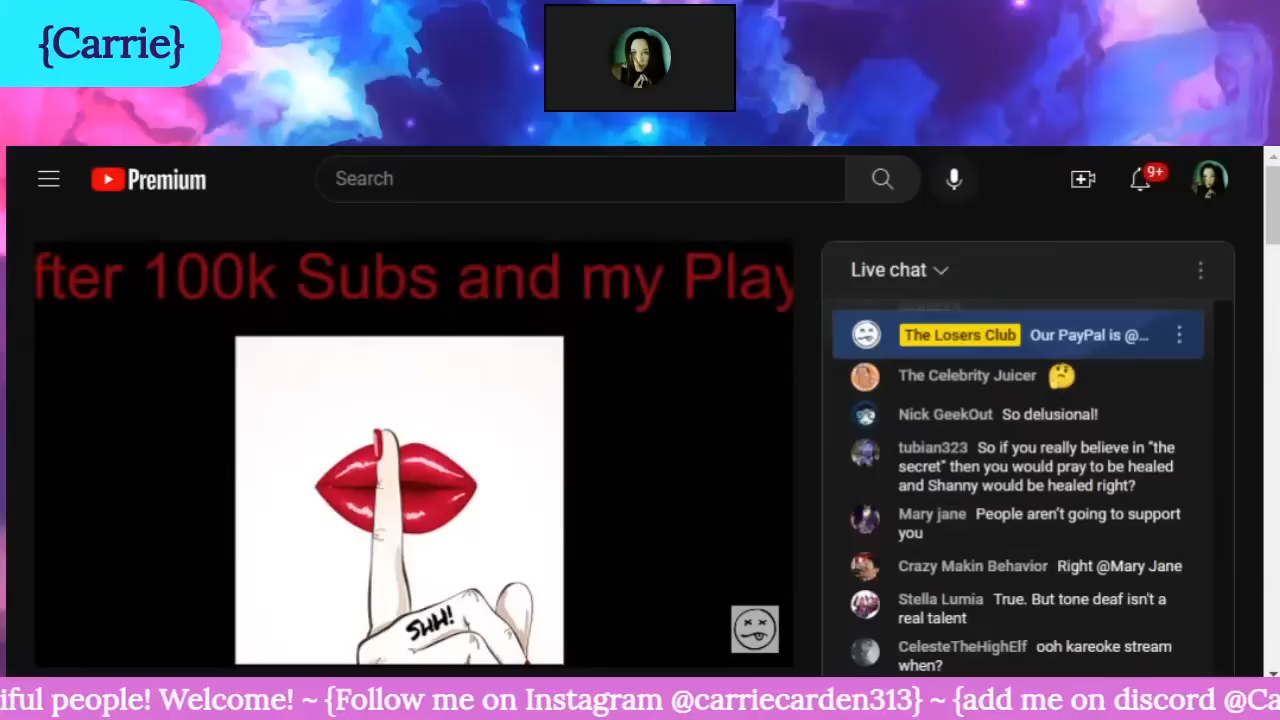 {Carrie}
Premium
Search
9+
fter 100k Subs and my Play
SHH!
Live chat
The Losers Club Our PayPal is @...
The Celebrity Juicer
Nick GeekOut So delusional!
tubian323 So if you really believe in "the
secret" then you would pray to be healed
and Shanny would be healed right?
Mary jane People aren't going to support
you
Crazy Makin Behavior Right @Mary Jane
Stella Lumia True. But tone deaf isn't a
real talent
CelesteTheHighElf ooh kareoke stream
when?
iful people! Welcome! ~ {Follow me on Instagram @carriecarden313} ~ {add me on discord @Ca